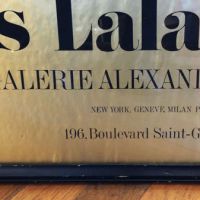 s Lala
GALERIE ALEXAN
NEW YORK, GENEVE, MILAN P
196, Boulevard Saint-G